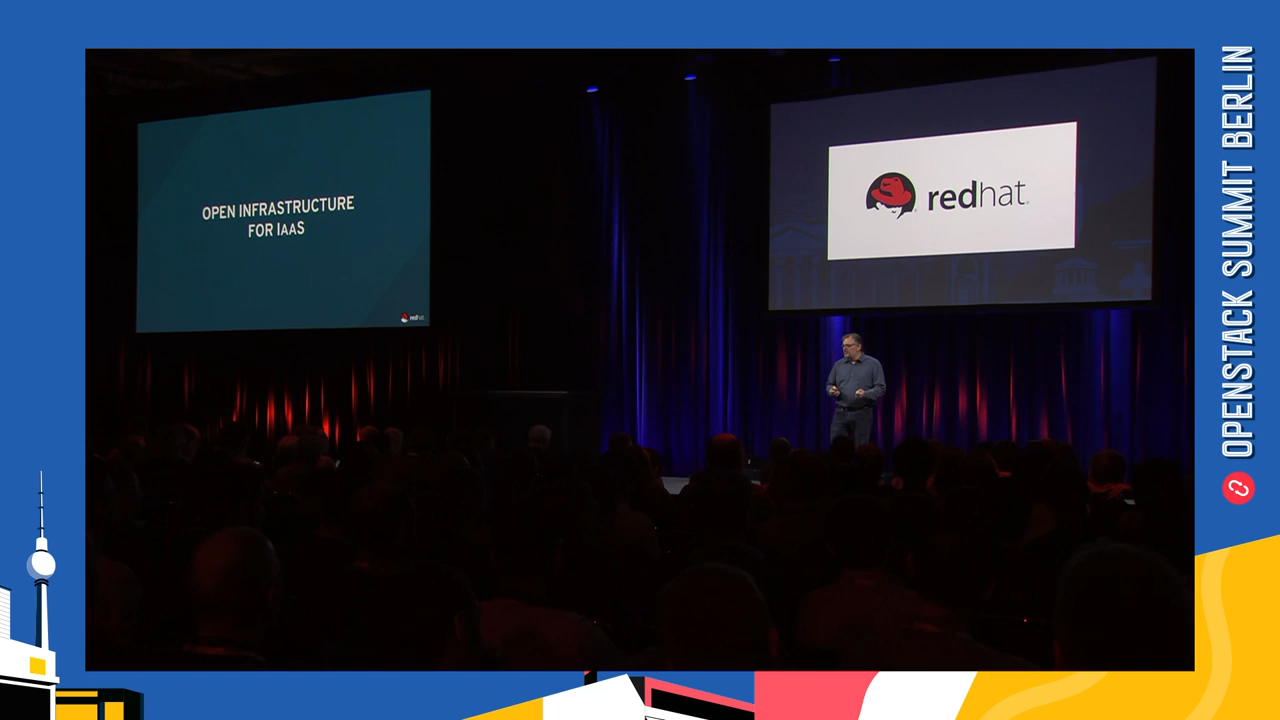 OPEN INFRASTRUCTURE
FOR IAAS
redhat
redhat.
OPENSTACK SUMMIT BERLIN